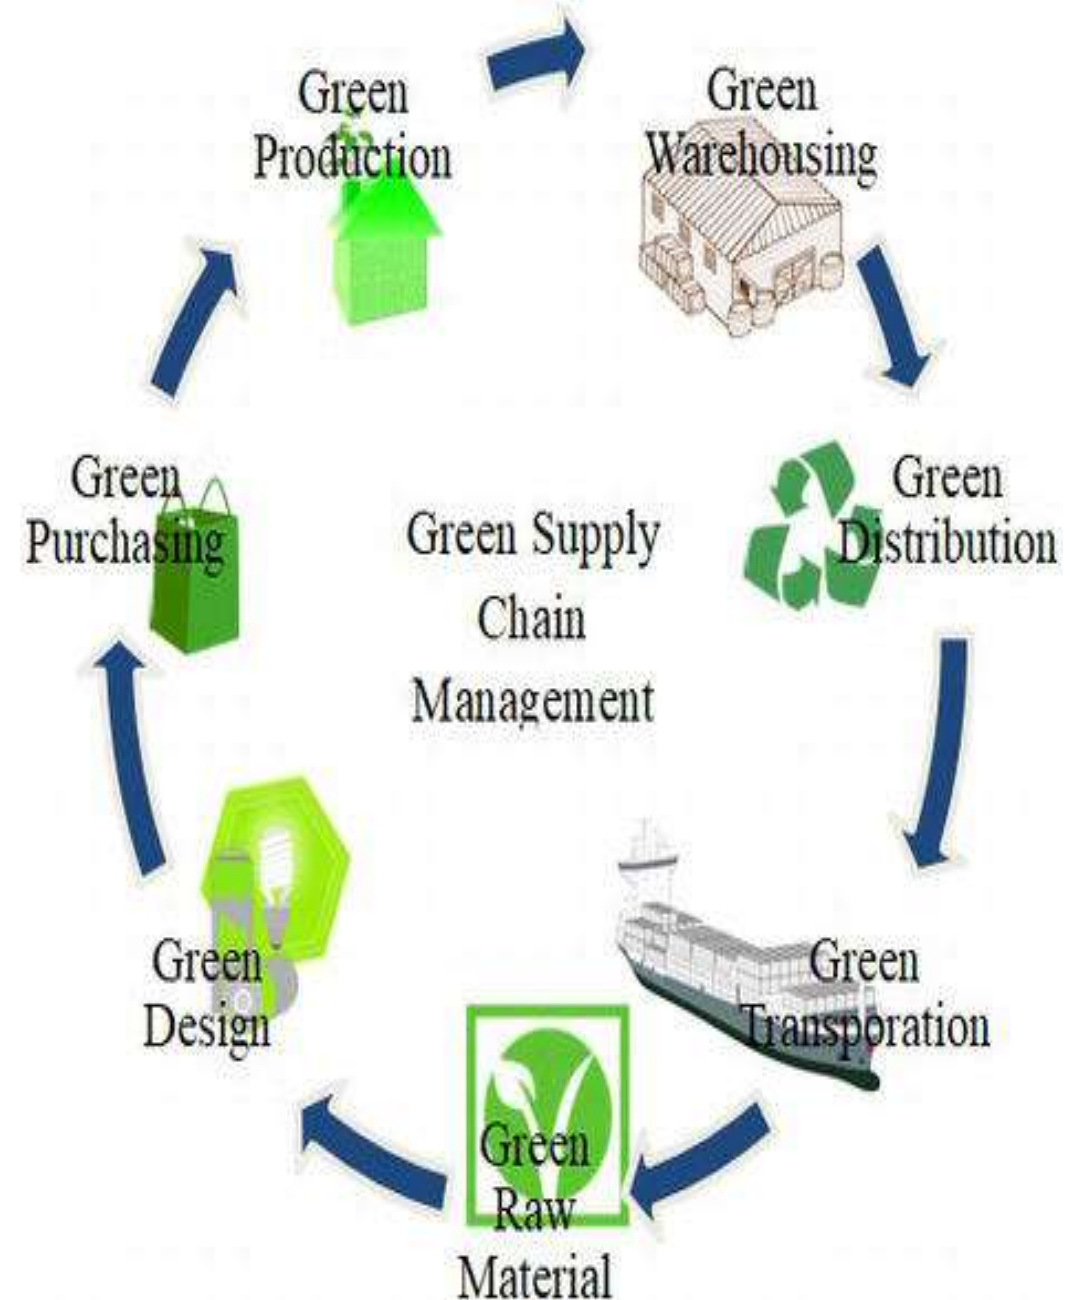 Green
Production
Green
Warehousing
Green
Purchasing
Green Supply
Chain
Management
Green
Distribution
Green
Design
Green
Transporation
Green
Raw
Material